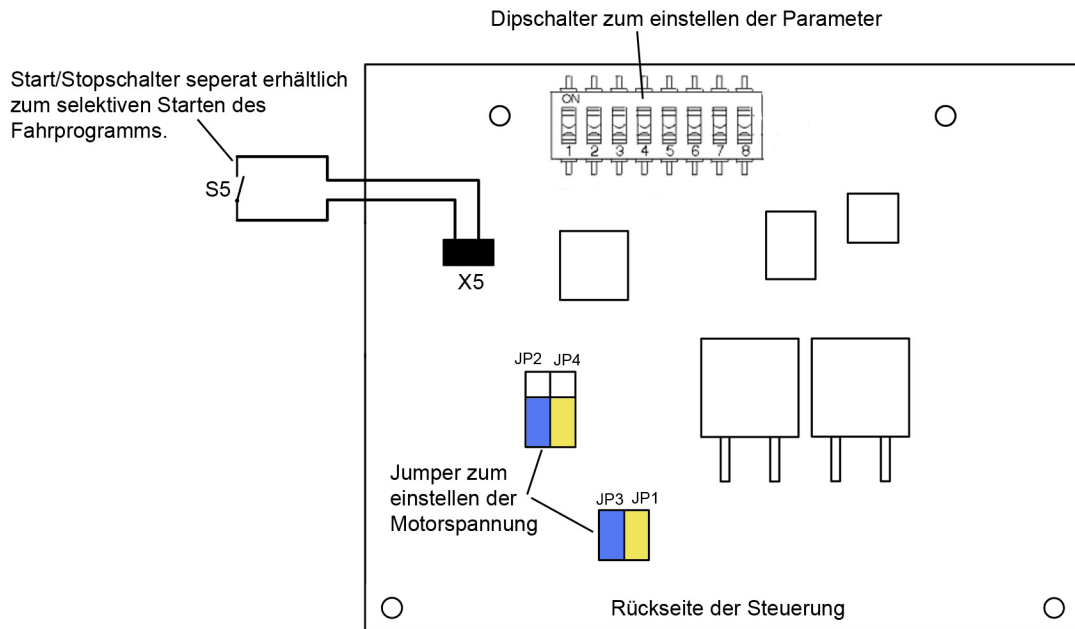 Dipschalter zum einstellen der Parameter
Start/Stopschalter seperat erhältlich
zum selektiven Starten des
Fahrprogramms.
ON
1 2 3 4 5 6 7 8
S5
X5
JP2 JP4
Jumper zum
einstellen der
Motorspannung
JP3 JP1
Rückseite der Steuerung